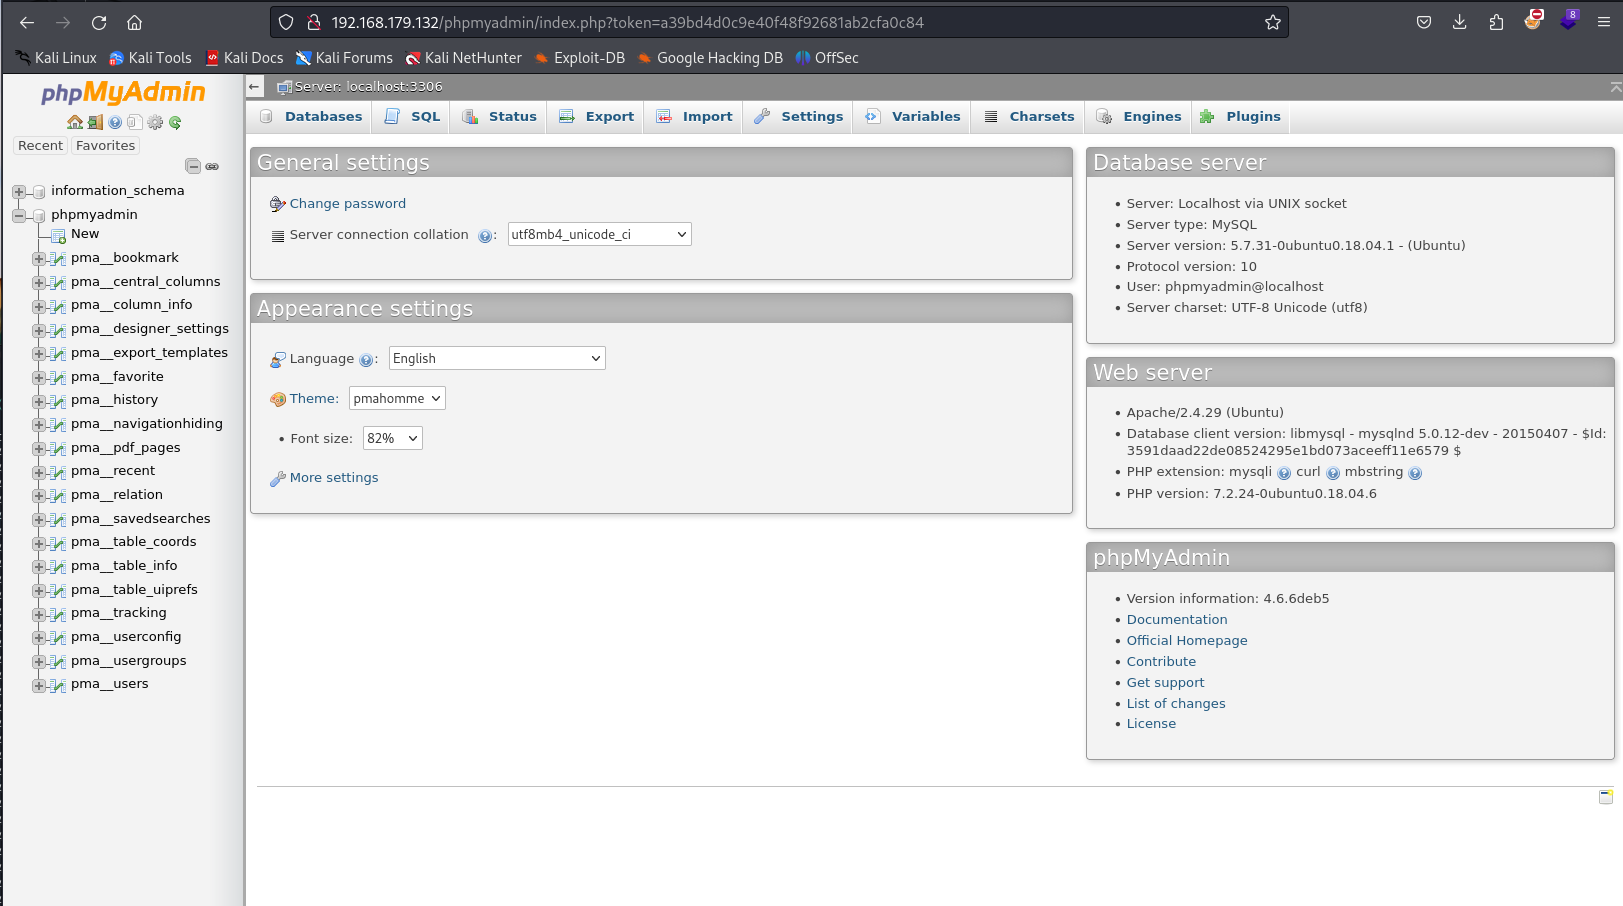 192.168.179.132/phpmyadmin/index.php?token=a39bd4d0c9e40f48f92681ab2cfa0c84
8
Kali Linux Kali Tools Kali Docs Kali Forums Kali NetHunter Exploit-DB Google Hacking DB OffSec
phpMyAdmin
Recent Favorites
information_schema
phpmyadmin
New
pma__bookmark
pma__central_columns
pma__column_info
pma__designer_settings
pma__export_templates
pma__favorite
pma__history
pma__navigationhiding
pma__pdf_pages
pma__recent
pma__relation
pma__savedsearches
pma__table_coords
pma__table_info
pma__table_uiprefs
pma__tracking
pma__userconfig
pma__usergroups
pma__users
Server: localhost:3306
Databases SQL Status Export Import Settings Variables Charsets Engines Plugins
General settings
Change password
Server connection collation : utf8mb4_unicode_ci
Appearance settings
Language : English
Theme: pmahomme
• Font size: 82%
More settings
Database server
• Server: Localhost via UNIX socket
• Server type: MySQL
• Server version: 5.7.31-0ubuntu0.18.04.1 - (Ubuntu)
• Protocol version: 10
• User: phpmyadmin@localhost
• Server charset: UTF-8 Unicode (utf8)
Web server
• Apache/2.4.29 (Ubuntu)
• Database client version: libmysql - mysqlnd 5.0.12-dev - 20150407 - $Id:
3591daad22de08524295e1bd073aceeff11e6579 $
• PHP extension: mysqli curl mbstring
• PHP version: 7.2.24-0ubuntu0.18.04.6
phpMyAdmin
• Version information: 4.6.6deb5
• Documentation
• Official Homepage
• Contribute
• Get support
• List of changes
• License